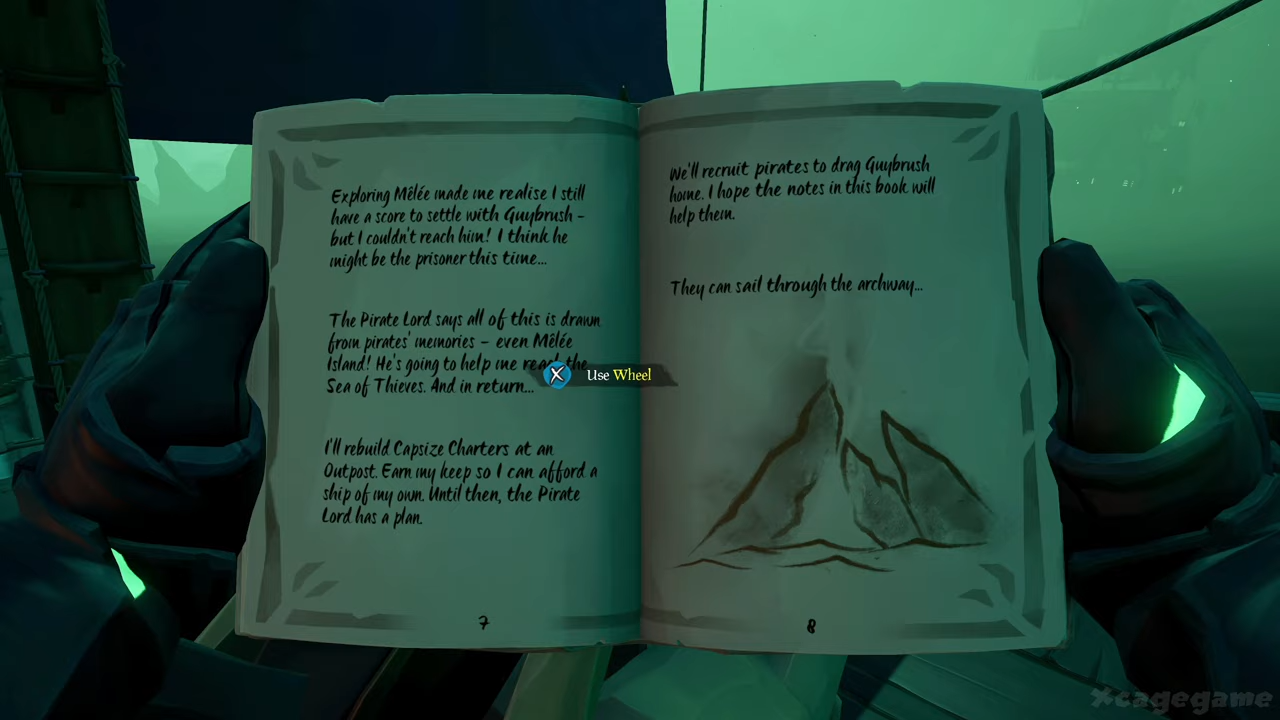 Exploring Mêlée made me realise I still
have a score to settle with Guybrush –
but I couldn't reach him! I think he
might be the prisoner this time...
The Pirate Lord says all of this is drawn
from pirates' memories – even Mêlée
Island! He's going to help me reach the
Sea of Thieves. And in return...
I'll rebuild Capsize Charters at an
Outpost. Earn my keep so I can afford a
ship of my own. Until then, the Pirate
Lord has a plan.
7
We'll recruit pirates to drag Guybrush
home. I hope the notes in this book will
help them.
They can sail through the archway...
8
X Use Wheel
Xcagegame